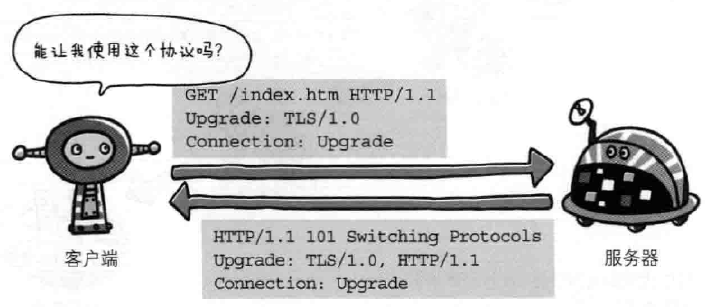 能让我使用这个协议吗?
GET /index.htm HTTP/1.1
Upgrade: TLS/1.0
Connection: Upgrade
HTTP/1.1 101 Switching Protocols
Upgrade: TLS/1.0, HTTP/1.1
Connection: Upgrade
客户端
服务器